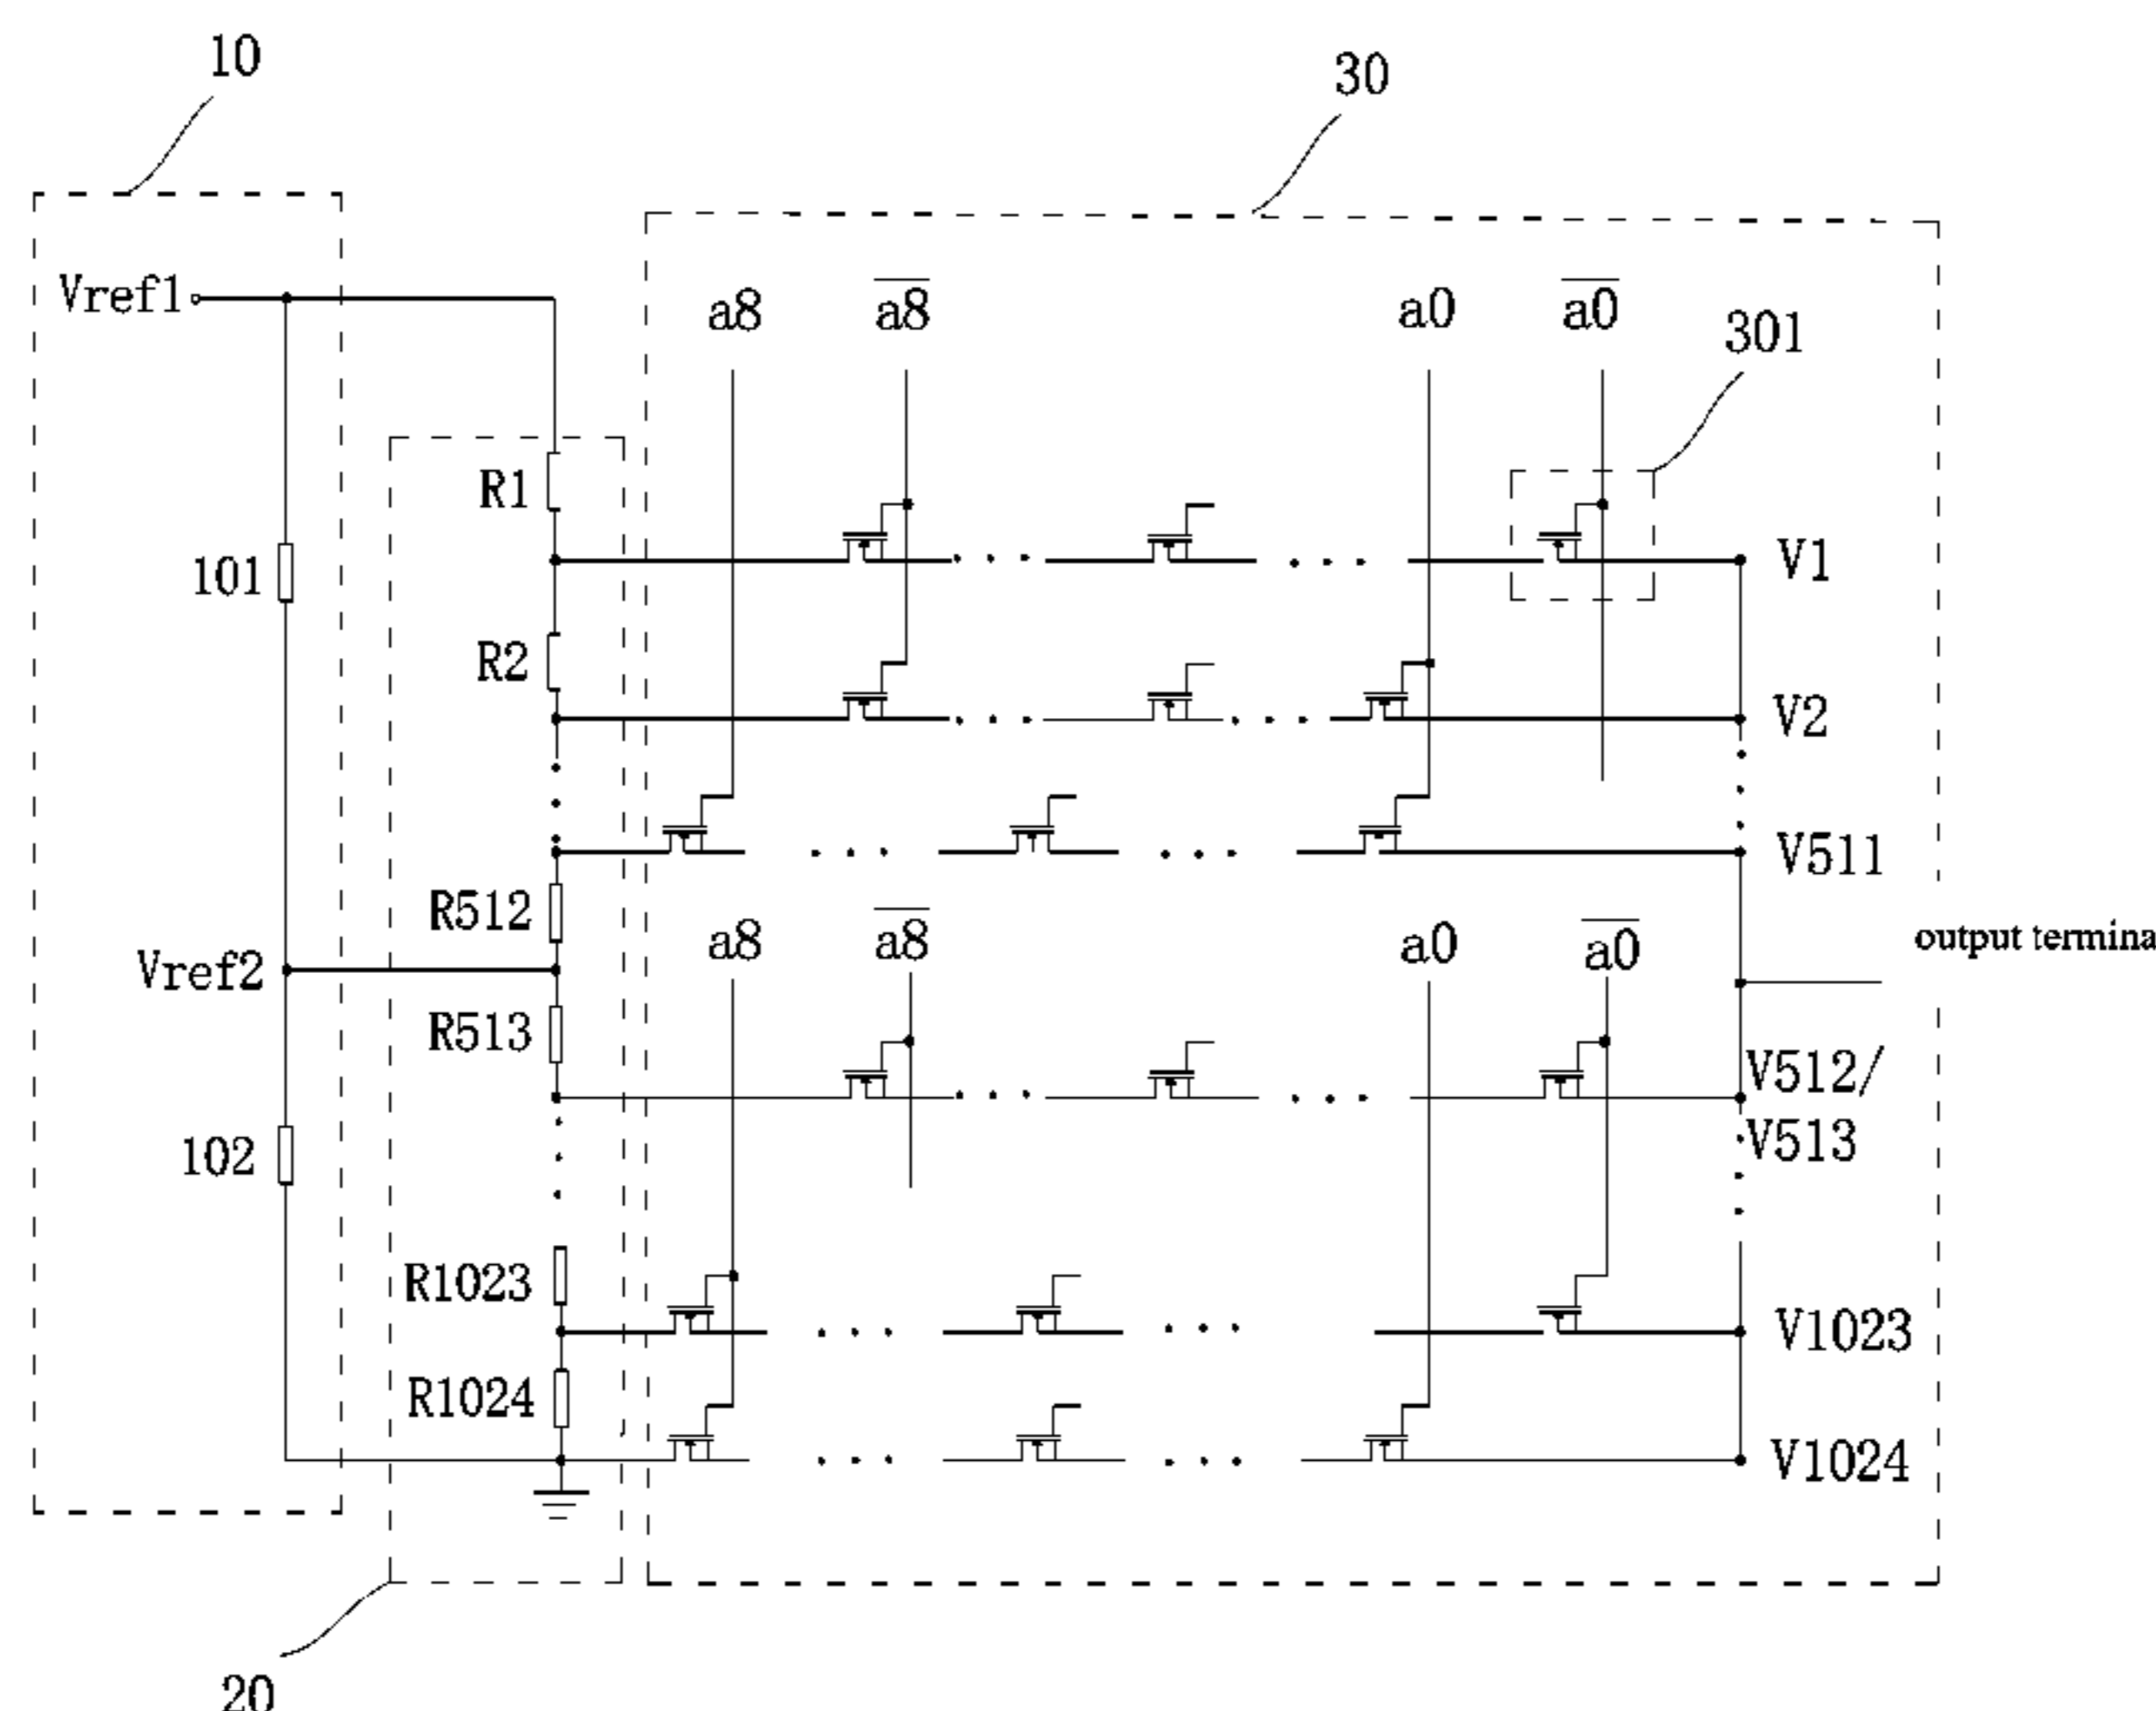 10
30
Vref1
a8
a8
a0
a0
301
R1
101
V1
R2
V2
V511
R512
a8
a8
a0
a0
output termina
Vref2
R513
V512/
V513
102
R1023
V1023
R1024
V1024
20